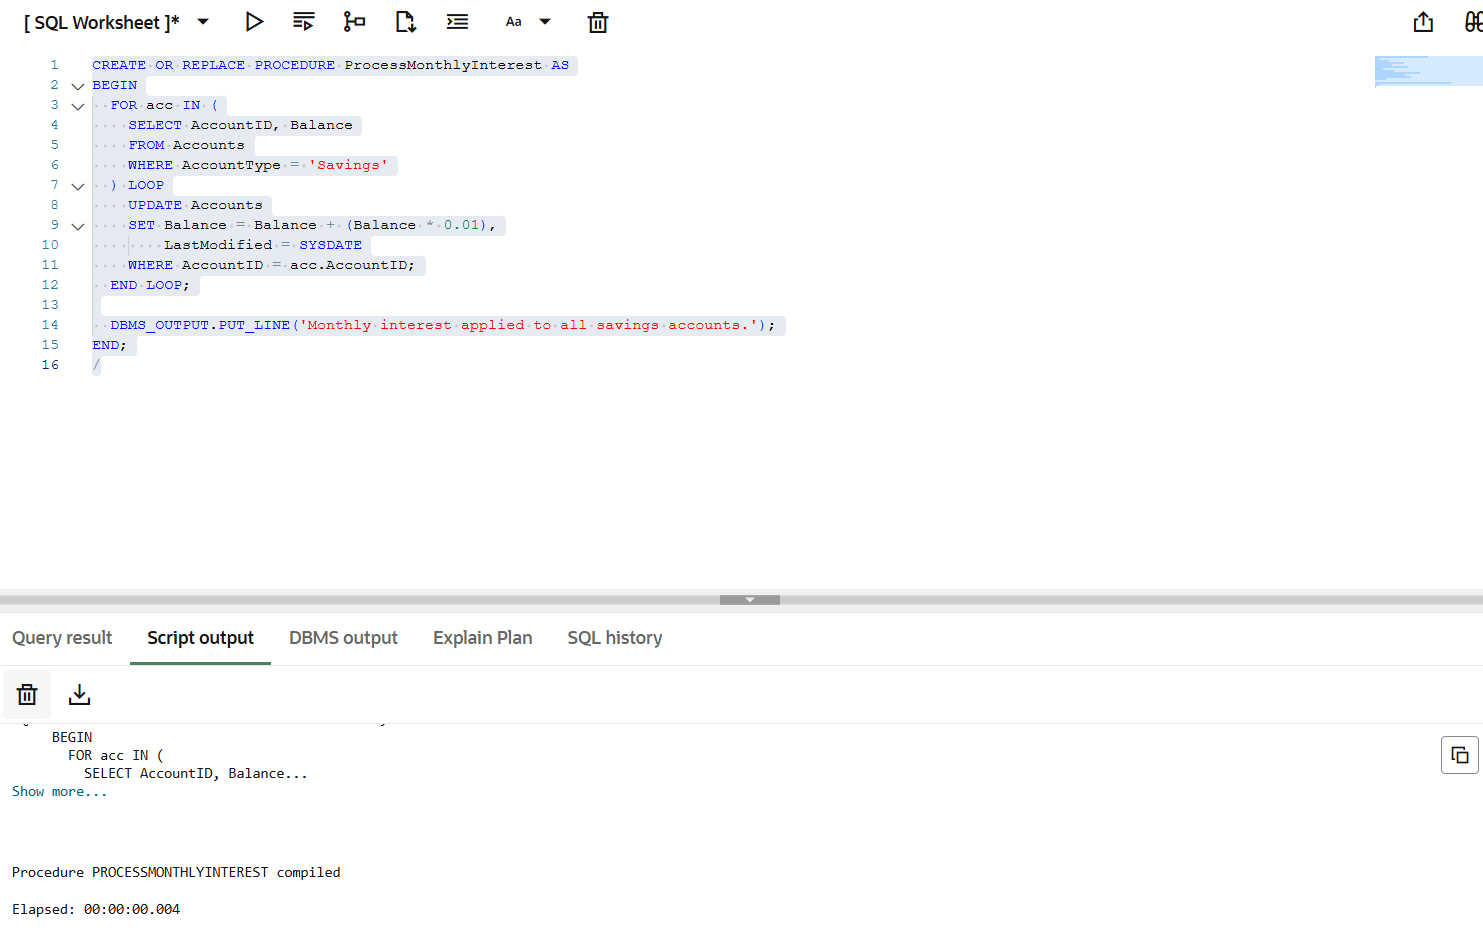 [ SQL Worksheet ]*
Aa
1 CREATE OR REPLACE PROCEDURE ProcessMonthlyInterest AS
2 BEGIN
3   FOR acc IN (
4     SELECT AccountID, Balance
5     FROM Accounts
6     WHERE AccountType = 'Savings'
7   ) LOOP
8     UPDATE Accounts
9     SET Balance = Balance + (Balance * 0.01),
10         LastModified = SYSDATE
11     WHERE AccountID = acc.AccountID;
12   END LOOP;
13
14   DBMS_OUTPUT.PUT_LINE('Monthly interest applied to all savings accounts.');
15 END;
16 /
Query result Script output DBMS output Explain Plan SQL history
BEGIN
FOR acc IN (
SELECT AccountID, Balance...
Show more...
Procedure PROCESSMONTHLYINTEREST compiled
Elapsed: 00:00:00.004